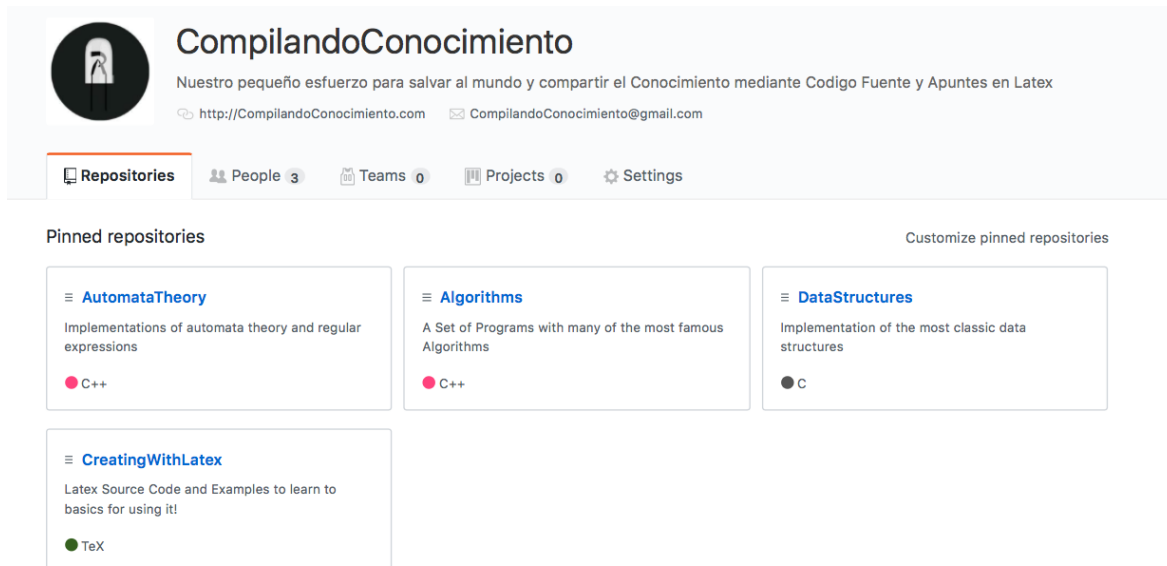 CompilandoConocimiento
Nuestro pequeño esfuerzo para salvar al mundo y compartir el Conocimiento mediante Codigo Fuente y Apuntes en Latex
http://CompilandoConocimiento.com CompilandoConocimiento@gmail.com
Repositories People 3 Teams 0 Projects 0 Settings
Pinned repositories Customize pinned repositories
AutomataTheory
Implementations of automata theory and regular
expressions
C++
Algorithms
A Set of Programs with many of the most famous
Algorithms
C++
DataStructures
Implementation of the most classic data
structures
C
CreatingWithLatex
Latex Source Code and Examples to learn to
basics for using it!
TeX